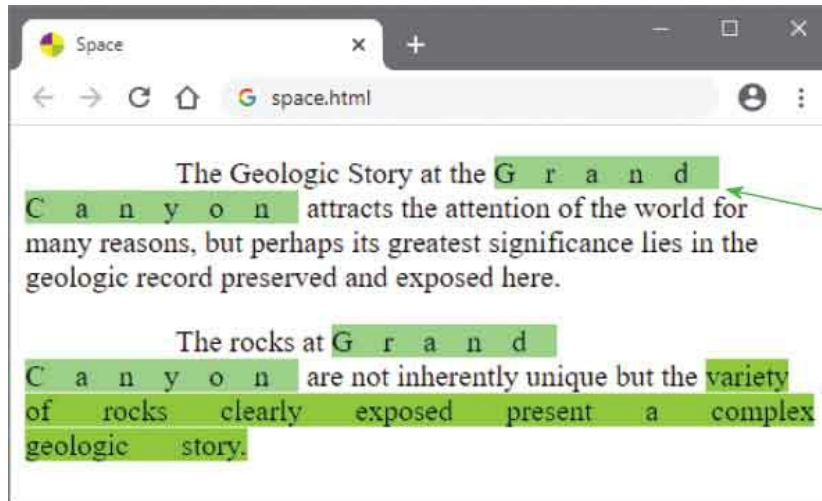 Space
space.html
The Geologic Story at the G r a n d
C a n y o n attracts the attention of the world for
many reasons, but perhaps its greatest significance lies in the
geologic record preserved and exposed here.
The rocks at G r a n d
C a n y o n are not inherently unique but the variety
of rocks clearly exposed present a complex
geologic story.